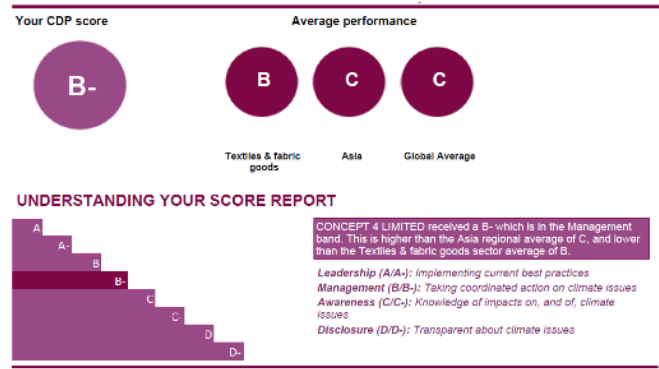 Your CDP score
Average performance
B-
B
C
C
Textiles & fabric
goods
Asia
Global Average
UNDERSTANDING YOUR SCORE REPORT
A
A-
B
B-
C
C-
D
D-
CONCEPT 4 LIMITED received a B- which is in the Management
band. This is higher than the Asia regional average of C, and lower
than the Textiles & fabric goods sector average of B.
Leadership (A/A-): Implementing current best practices
Management (B/B-): Taking coordinated action on climate issues
Awareness (C/C-): Knowledge of impacts on, and of, climate
issues
Disclosure (D/D-): Transparent about climate issues